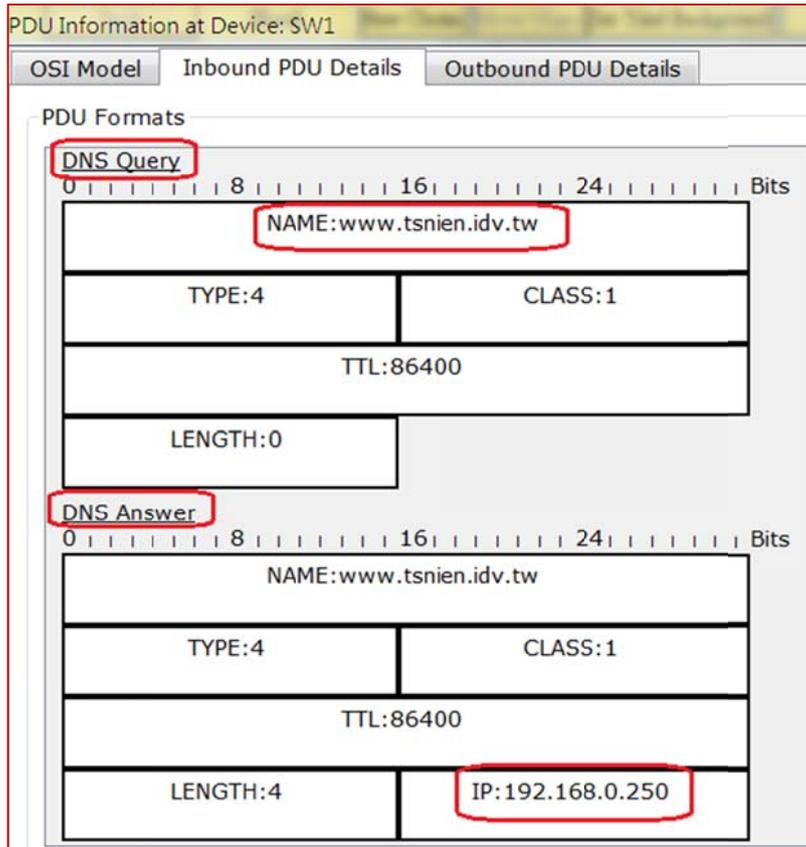 PDU Information at Device: SW1
OSI Model Inbound PDU Details Outbound PDU Details
PDU Formats
DNS Query
0 8 16 24 Bits
NAME:www.tsnien.idv.tw
TYPE:4 CLASS:1
TTL:86400
LENGTH:0
DNS Answer
0 8 16 24 Bits
NAME:www.tsnien.idv.tw
TYPE:4 CLASS:1
TTL:86400
LENGTH:4 IP:192.168.0.250